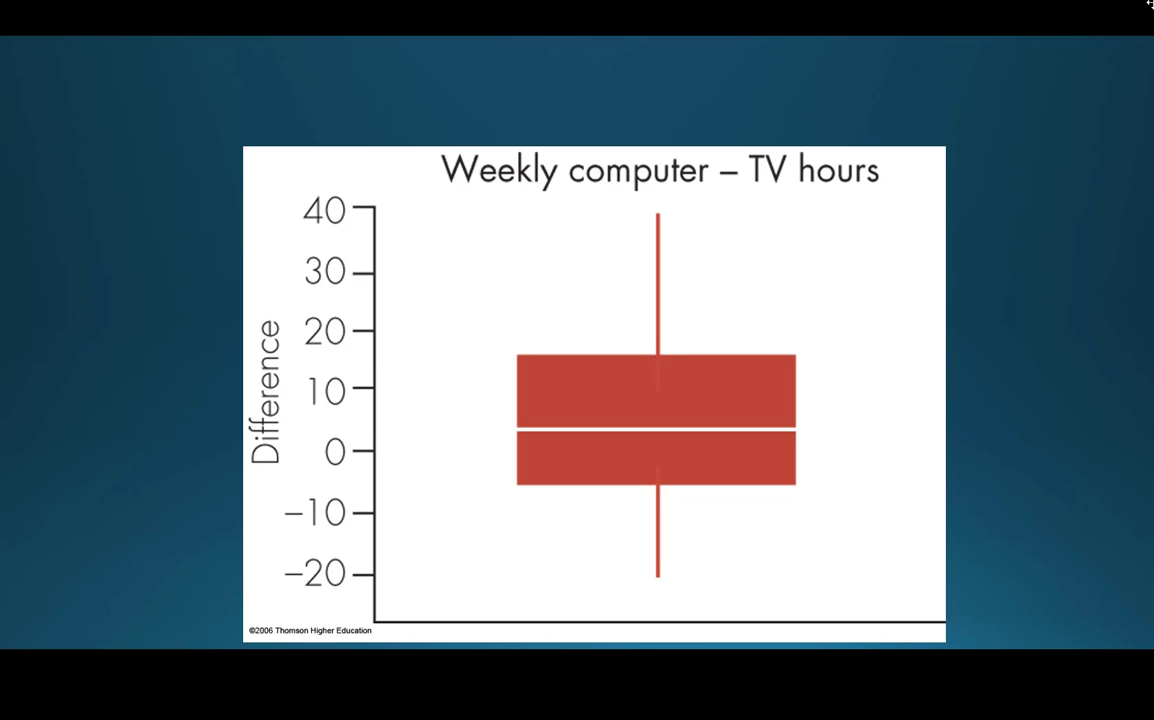 Weekly computer – TV hours
40
30
20
10
0
–10
–20
Difference
©2006 Thomson Higher Education